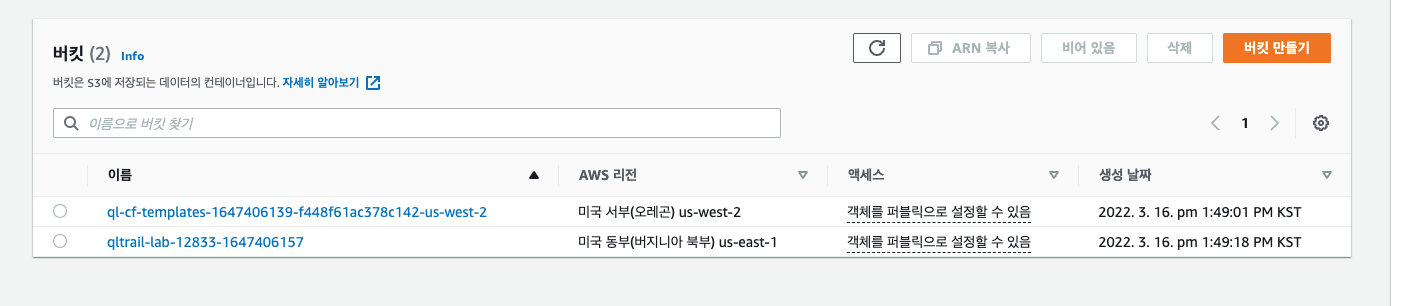 버킷 (2) Info
ARN 복사 비어 있음 삭제 버킷 만들기
버킷은 S3에 저장되는 데이터의 컨테이너입니다. 자세히 알아보기
이름으로 버킷 찾기
1
이름 AWS 리전 액세스 생성 날짜
ql-cf-templates-1647406139-f448f61ac378c142-us-west-2 미국 서부(오레곤) us-west-2 객체를 퍼블릭으로 설정할 수 있음 2022. 3. 16. pm 1:49:01 PM KST
qltrail-lab-12833-1647406157 미국 동부(버지니아 북부) us-east-1 객체를 퍼블릭으로 설정할 수 있음 2022. 3. 16. pm 1:49:18 PM KST